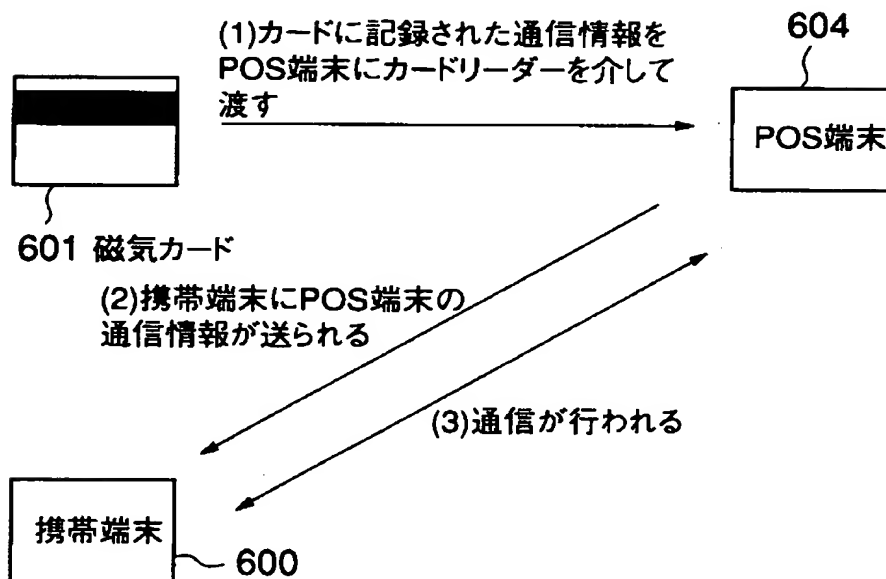 (1)カードに記録された通信情報を
POS端末にカードリーダーを介して
渡す
604
POS端末
601 磁気カード
(2)携帯端末にPOS端末の
通信情報が送られる
(3)通信が行われる
携帯端末
600